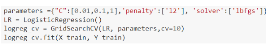 parameters ={"C":[0.01,0.1,1],'penalty':['l2'], 'solver':['lbfgs']}
LR = LogisticRegression()
logreg_cv = GridSearchCV(LR, parameters,cv=10)
logreg_cv.fit(X_train, Y_train)